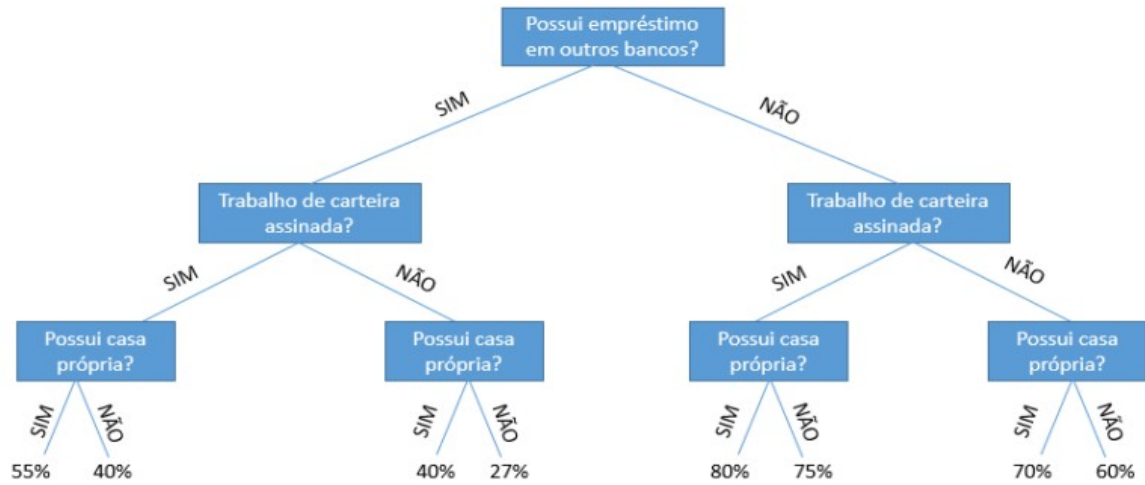 Possui empréstimo
em outros bancos?
SIM
NÃO
Trabalho de carteira
assinada?
Trabalho de carteira
assinada?
SIM
NÃO
SIM
NÃO
Possui casa
própria?
Possui casa
própria?
Possui casa
própria?
Possui casa
própria?
SIM
NÃO
SIM
NÃO
SIM
NÃO
SIM
NÃO
55%
40%
40%
27%
80%
75%
70%
60%